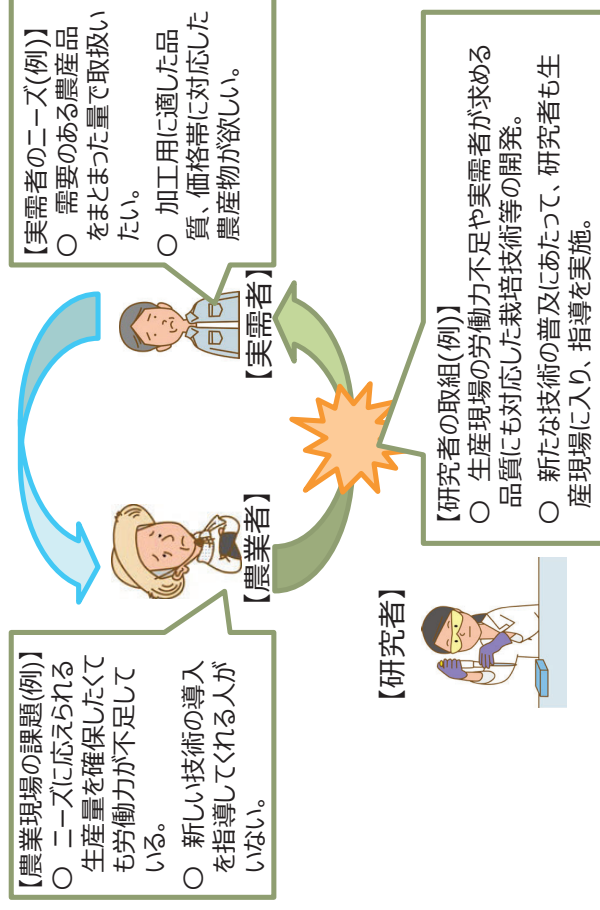 【農業現場の課題(例)】
○ ニーズに応えられる
生産量を確保したくて
も労働力が不足して
いる。
○ 新しい技術の導入
を指導してくれる人が
いない。
【農業者】
【実需者のニーズ(例)】
○ 需要のある農産品
をまとまった量で取扱い
たい。
○ 加工用に適した品
質、価格帯に対応した
農産物が欲しい。
【実需者】
【研究者】
【研究者の取組(例)】
○ 生産現場の労働力不足や実需者が求める
品質にも対応した栽培技術等の開発。
○ 新たな技術の普及にあたって、研究者も生
産現場に入り、指導を実施。